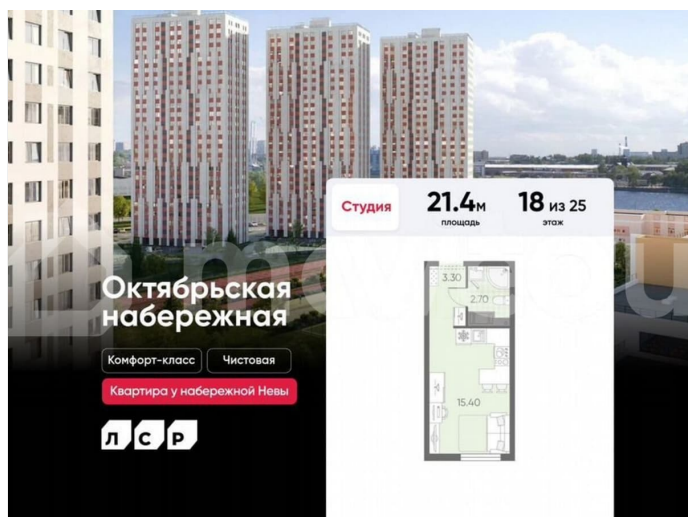 Студия
21.4м
площадь
18 из 25
этаж
Октябрьская
набережная
Комфорт-класс
Чистовая
Квартира у набережной Невы
ЛСР
3.30
2.70
15.40